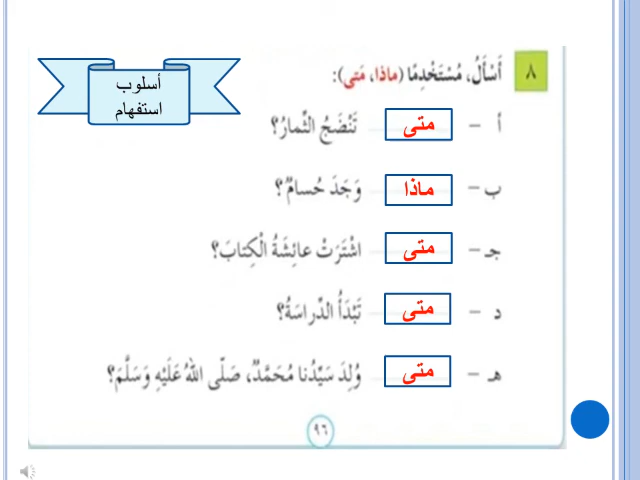 ٨ أَسْأَلُ، مُسْتَخْدِمًا (ماذا، مَتى):
أسلوب
استفهام
أ - متى تَنْضَجُ الثِّمارُ؟
ب - ماذا وَجَدَ حُسامٌ؟
جـ - متى اشْتَرَتْ عائِشَةُ الْكِتابَ؟
د - متى تَبْدَأُ الدِّراسَةُ؟
هـ - متى وُلِدَ سَيِّدُنا مُحَمَّدٌ، صَلّى اللهُ عَلَيْهِ وَسَلَّمَ؟
٩٦